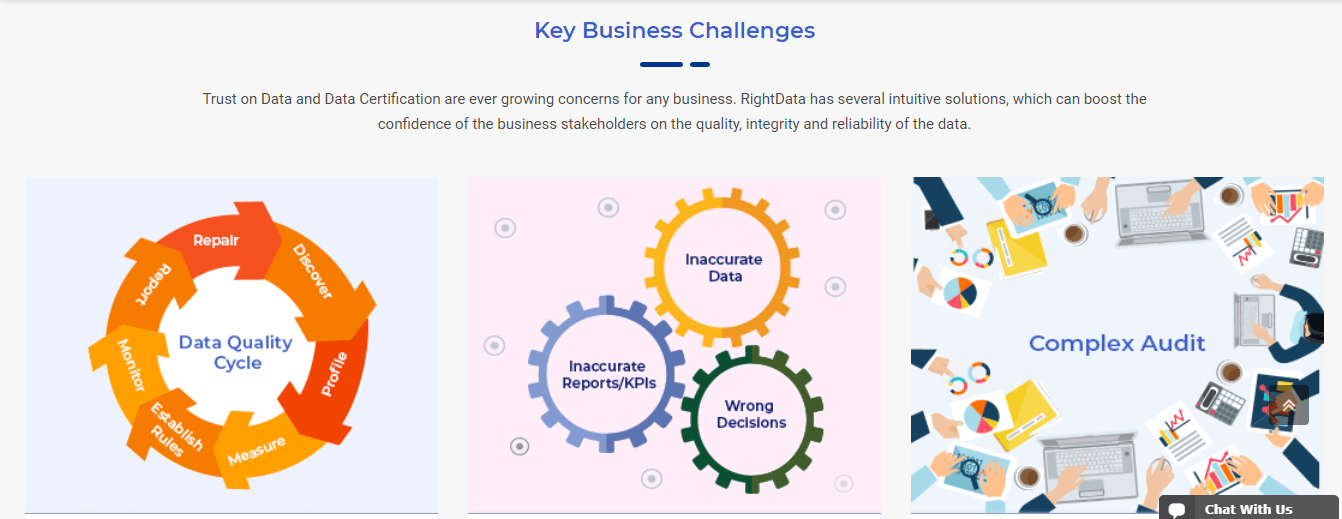 Key Business Challenges
Trust on Data and Data Certification are ever growing concerns for any business. RightData has several intuitive solutions, which can boost the
confidence of the business stakeholders on the quality, integrity and reliability of the data.
Repair
Discover
Profile
Measure
Establish
Rules
Monitor
Report
Data Quality
Cycle
Inaccurate
Data
Inaccurate
Reports/KPIs
Wrong
Decisions
Complex Audit
Chat With Us